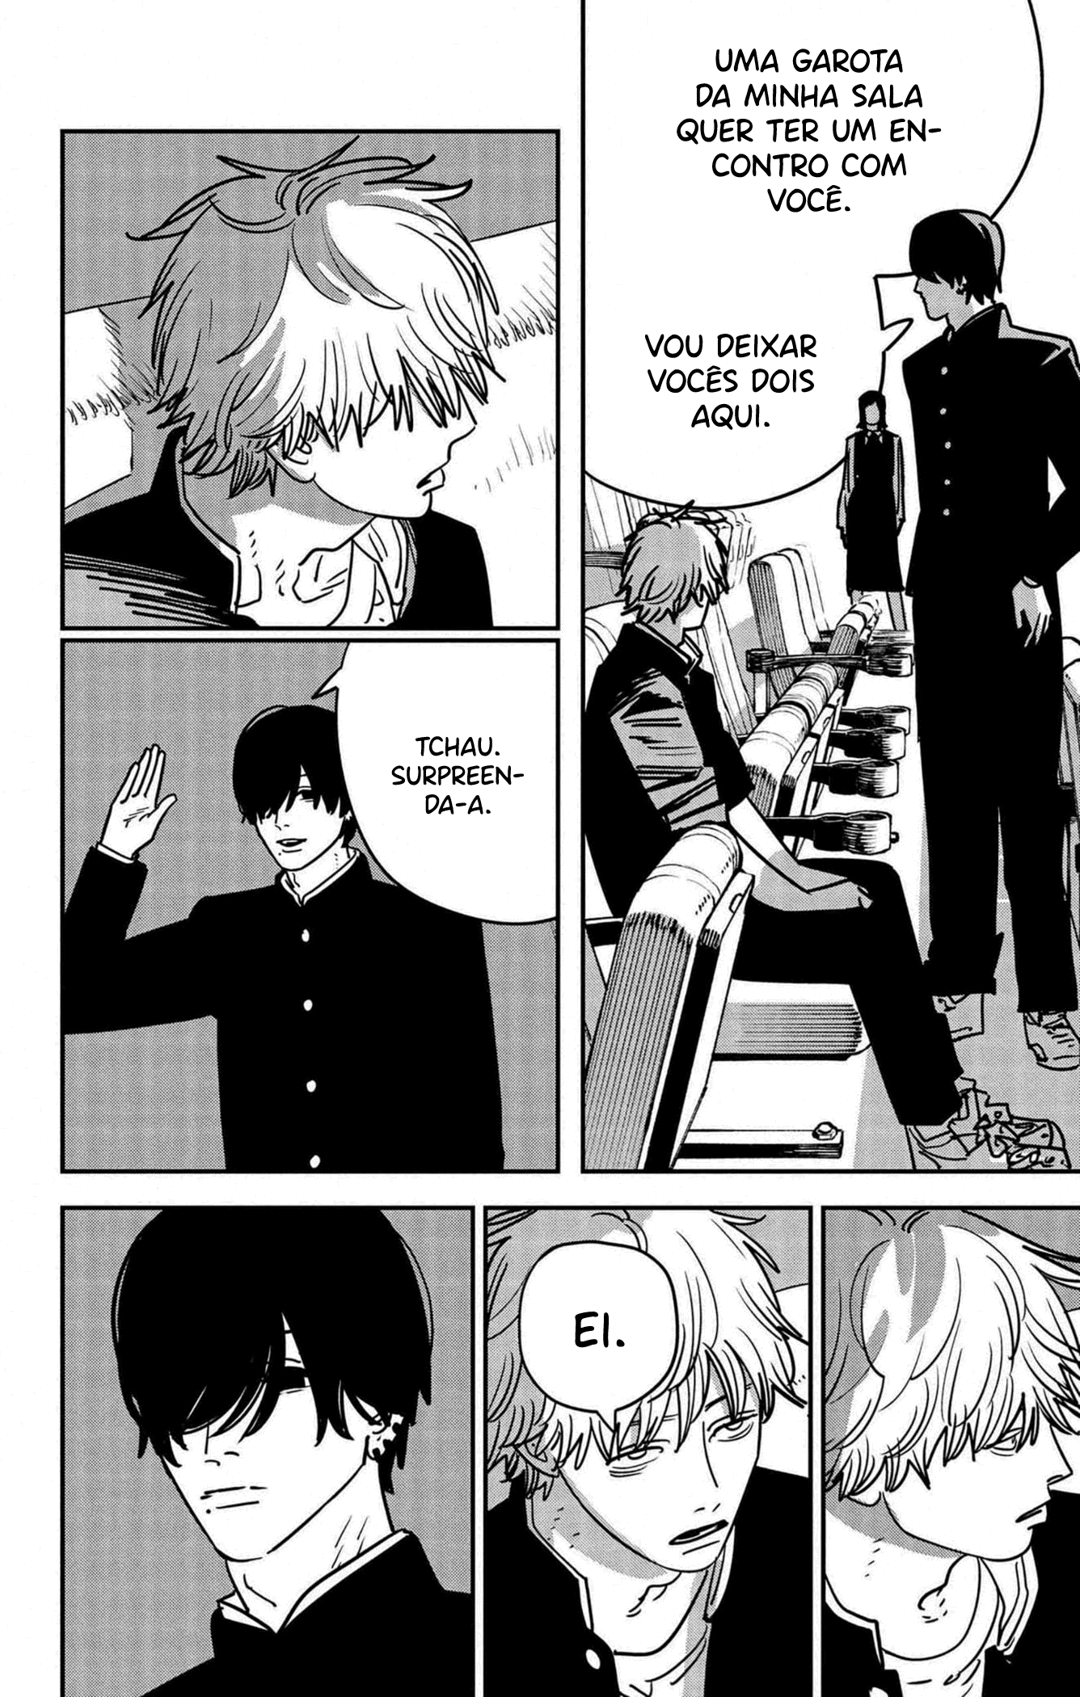 UMA GAROTA
DA MINHA SALA
QUER TER UM EN-
CONTRO COM
VOCÊ.
VOU DEIXAR
VOCÊS DOIS
AQUI.
TCHAU.
SURPREEN-
DA-A.
EI.